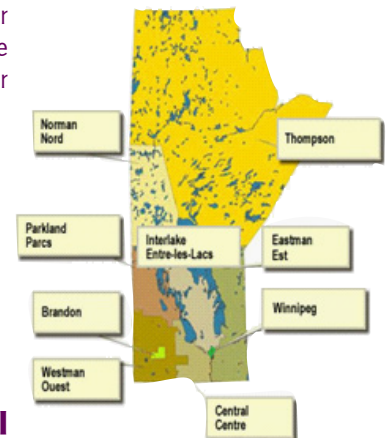 r
e
r
Norman
Nord
Thompson
Parkland
Parcs
Interlake
Entre-les-Lacs
Eastman
Est
Brandon
Winnipeg
Westman
Ouest
Central
Centre
l